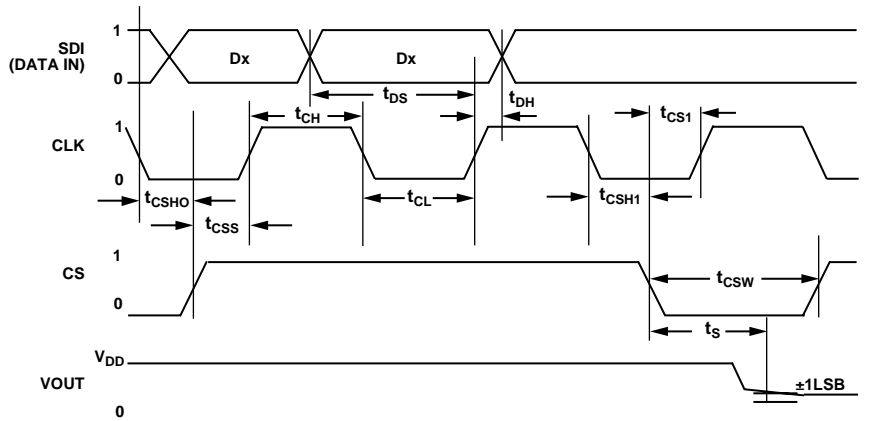 1
SDI
(DATA IN)
Dx
Dx
0
tDS
tDH
tCH
tCS1
1
CLK
0
tCSHO
tCL
tCSH1
tCSS
1
CS
tCSW
0
tS
VDD
VOUT
±1LSB
0